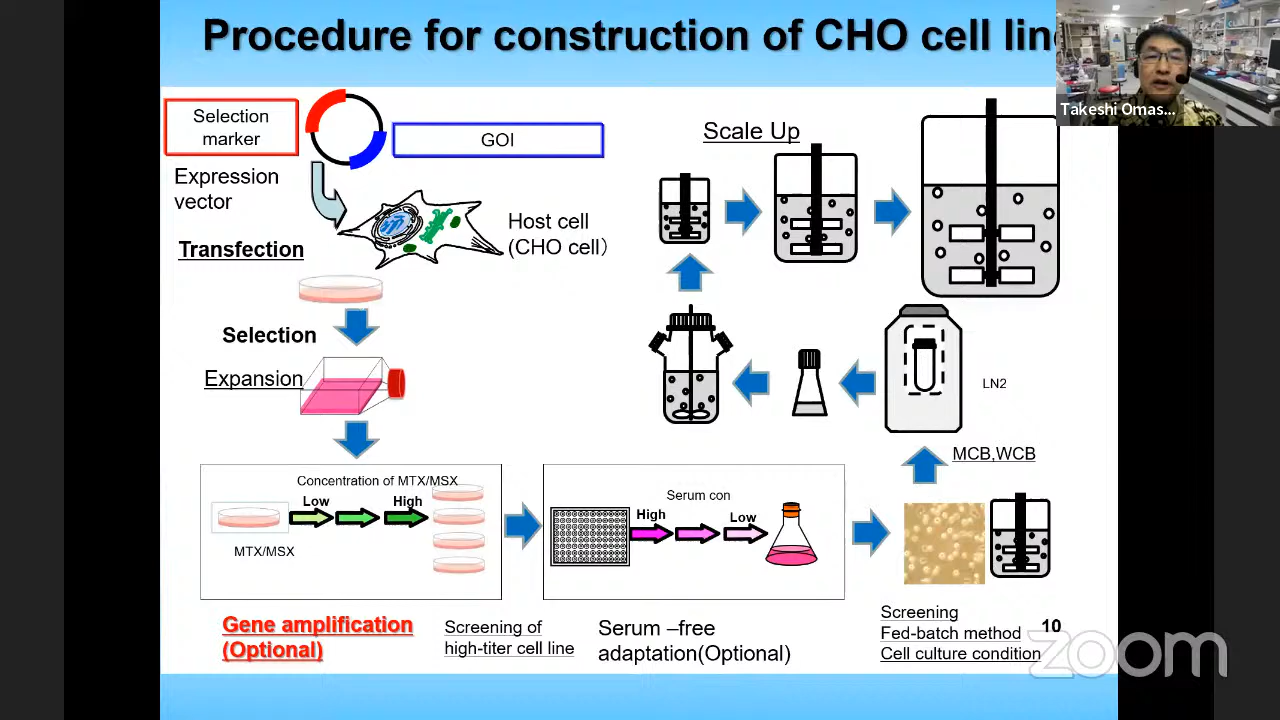 Procedure for construction of CHO cell line
Takeshi Omas...
Selection
marker
GOI
Expression
vector
Transfection
Host cell
(CHO cell)
Selection
Expansion
Scale Up
LN2
MCB,WCB
Concentration of MTX/MSX
Low
High
MTX/MSX
Serum con
High
Low
Gene amplification
(Optional)
Screening of
high-titer cell line
Serum –free
adaptation(Optional)
Screening
Fed-batch method
Cell culture condition
10
zoom